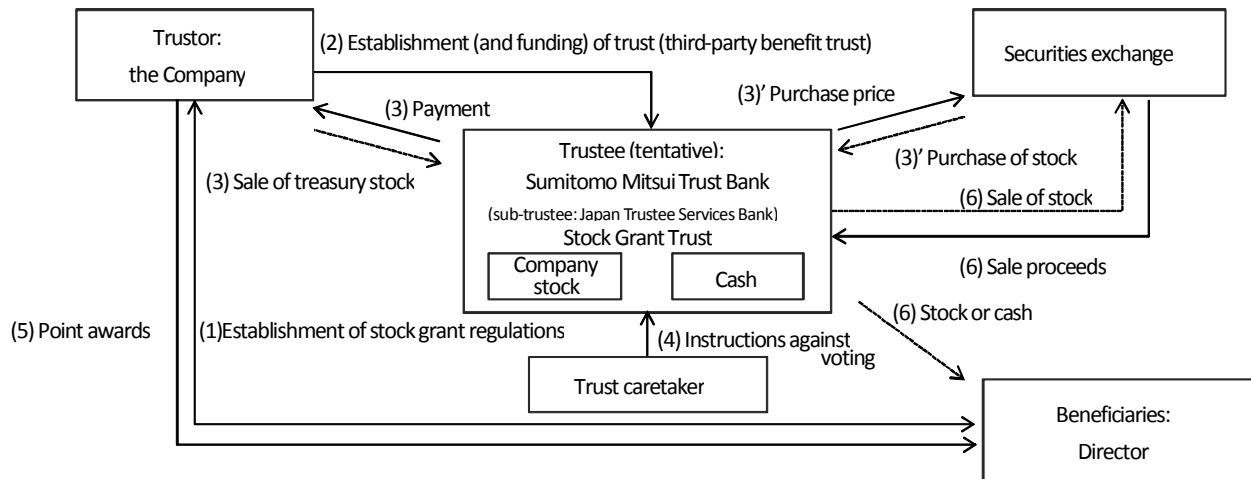 Trustor:
the Company
(2) Establishment (and funding) of trust (third-party benefit trust)
Securities exchange
(3) Payment
(3)’ Purchase price
Trustee (tentative):
Sumitomo Mitsui Trust Bank
(sub-trustee: Japan Trustee Services Bank)
Stock Grant Trust
Company
stock
Cash
(3) Sale of treasury stock
(3)’ Purchase of stock
(6) Sale of stock
(6) Sale proceeds
(6) Stock or cash
(5) Point awards
(1)Establishment of stock grant regulations
(4) Instructions against
voting
Trust caretaker
Beneficiaries:
Director